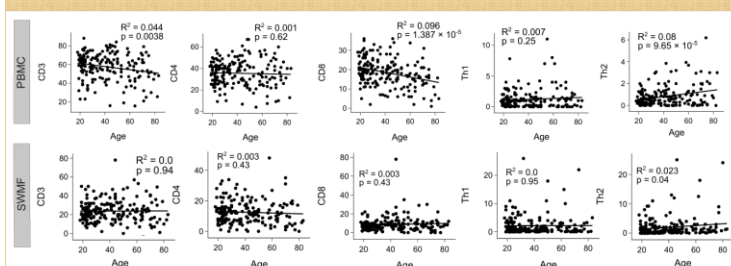 PBMC
R² = 0.044
p = 0.0038
CD3
80
60
40
20
20 40 60 80
Age
R² = 0.001
p = 0.62
CD4
60
40
20
0
20 40 60 80
Age
R² = 0.096
p = 1.387 × 10⁻⁵
CD8
30
20
10
0
20 40 60 80
Age
R² = 0.007
p = 0.25
Th1
10
5
0
20 40 60 80
Age
R² = 0.08
p = 9.65 × 10⁻⁵
Th2
6
4
2
0
20 40 60 80
Age
SWMF
R² = 0.0
p = 0.94
CD3
80
60
40
20
0
20 40 60 80
Age
R² = 0.003
p = 0.43
CD4
40
20
0
20 40 60 80
Age
R² = 0.003
p = 0.43
CD8
80
60
40
20
0
20 40 60 80
Age
R² = 0.0
p = 0.95
Th1
20
10
0
20 40 60 80
Age
R² = 0.023
p = 0.04
Th2
20
10
0
20 40 60 80
Age